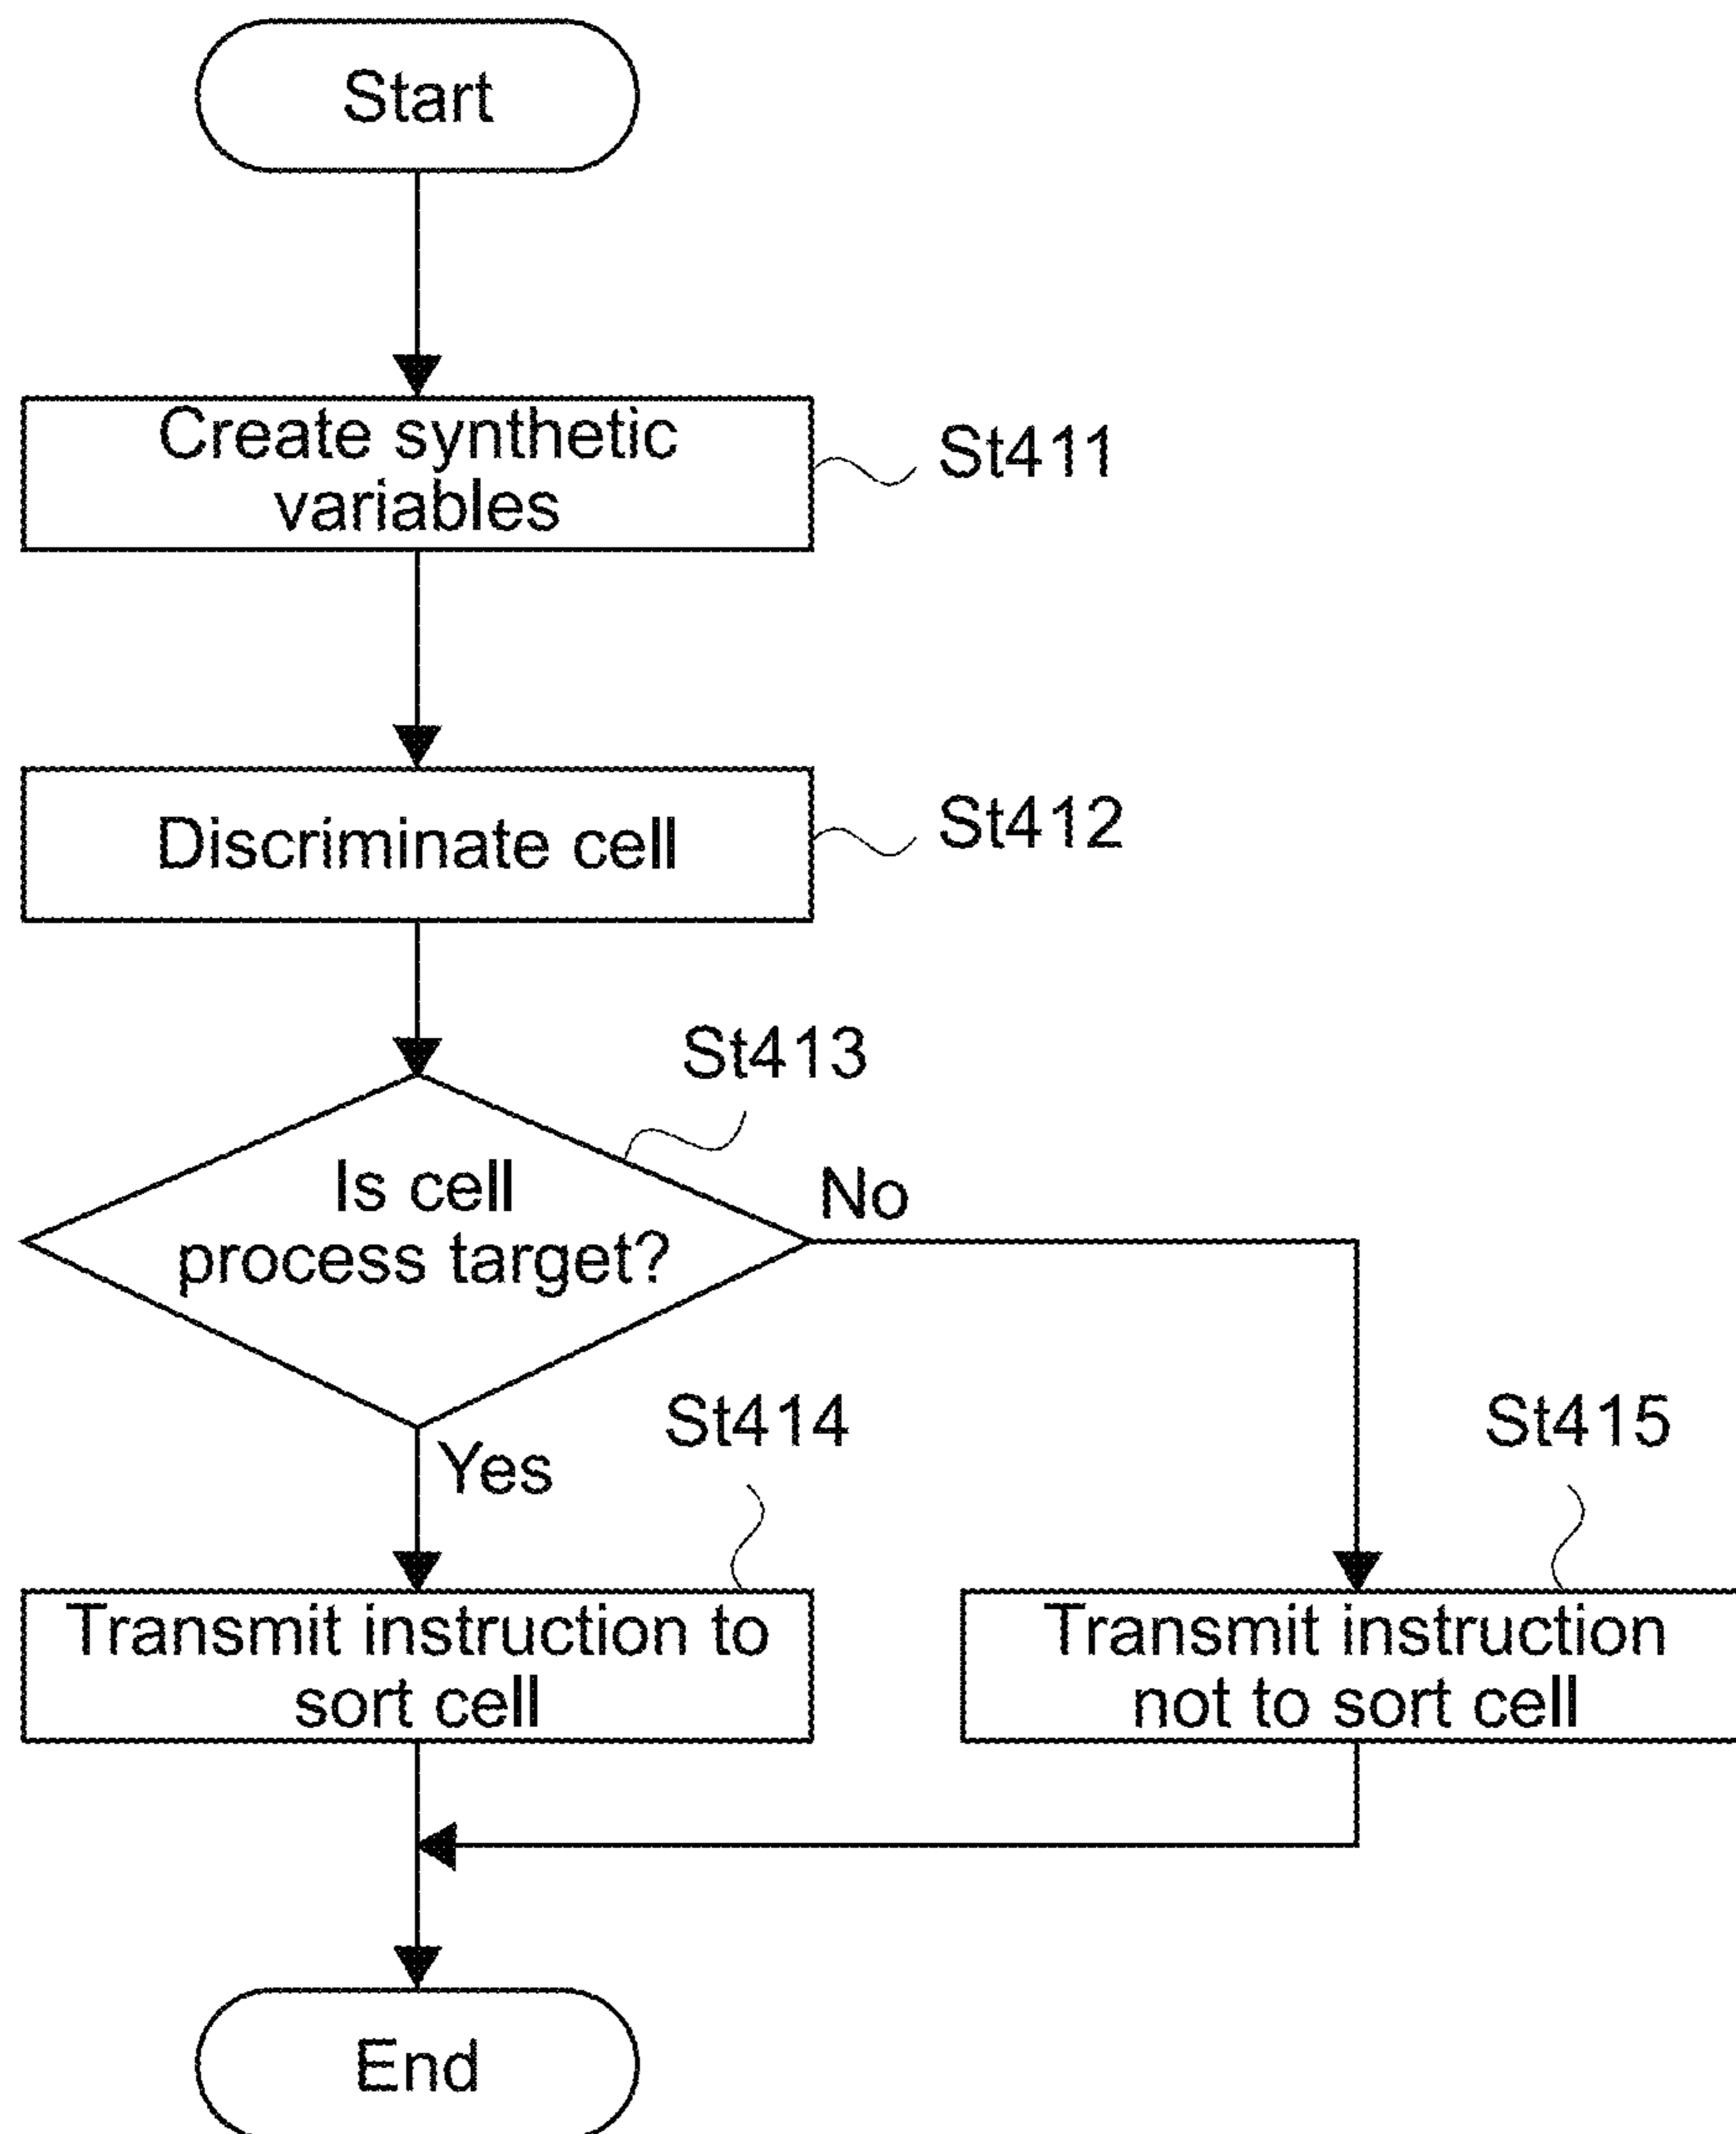 Start
Create synthetic
variables
St411
Discriminate cell
St412
St413
Is cell
process target?
No
Yes
St414
St415
Transmit instruction to
sort cell
Transmit instruction
not to sort cell
End